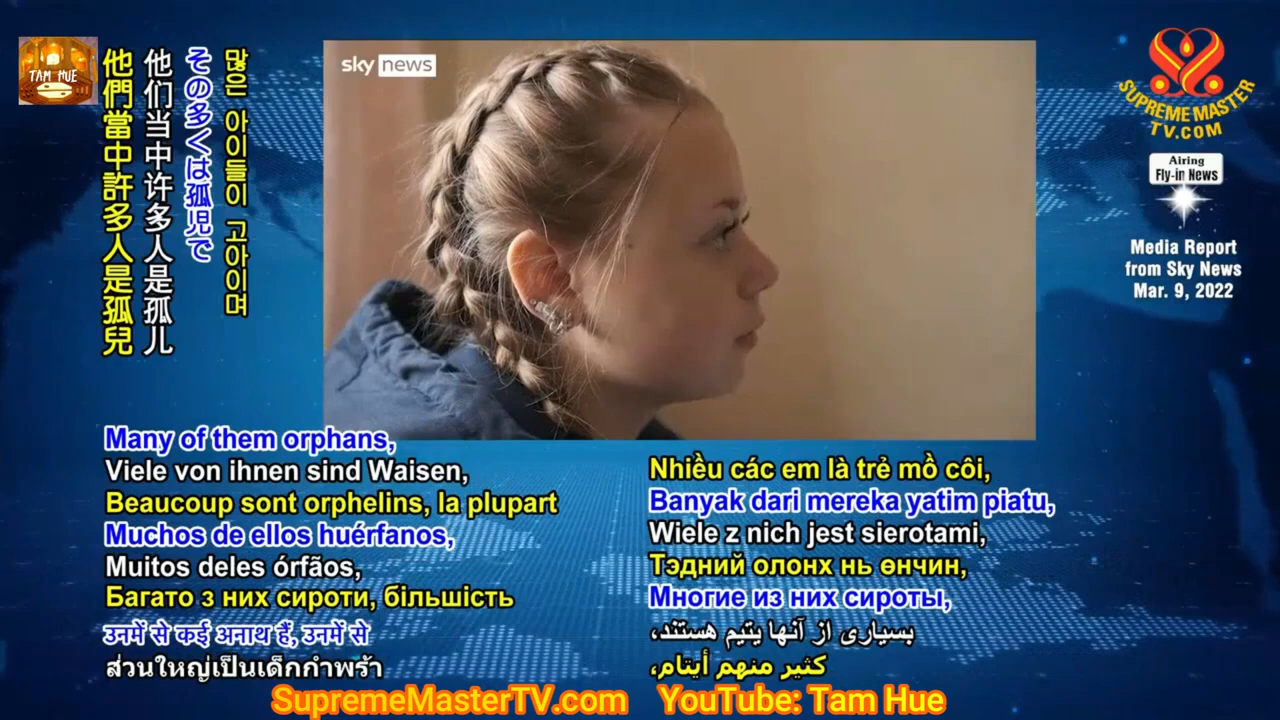 TAM HUE
他們當中許多人是孤兒
他们当中许多人是孤儿
その多くは孤児で
많은 아이들이 고아이며
sky news
SUPREME MASTER
TV.COM
Airing
Fly-in News
Media Report
from Sky News
Mar. 9, 2022
Many of them orphans,
Viele von ihnen sind Waisen,
Beaucoup sont orphelins, la plupart
Muchos de ellos huérfanos,
Muitos deles órfãos,
Багато з них сироти, більшість
उनमें से कई अनाथ हैं, उनमें से
ส่วนใหญ่เป็นเด็กกำพร้า
Nhiều các em là trẻ mồ côi,
Banyak dari mereka yatim piatu,
Wiele z nich jest sierotami,
Тэдний олонх нь өнчин,
Многие из них сироты,
بسیاری از آنها یتیم هستند،
كثير منهم أيتام،
SupremeMasterTV.com YouTube: Tam Hue